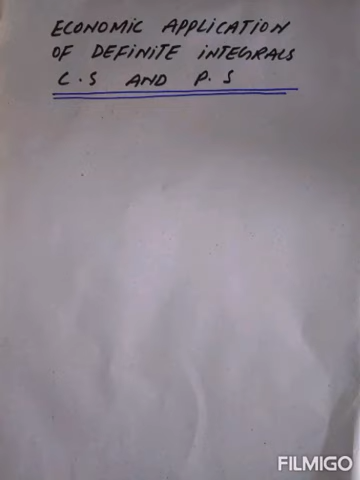 ECONOMIC APPLICATION
OF DEFINITE INTEGRALS
C.S AND P.S
FILMIGO